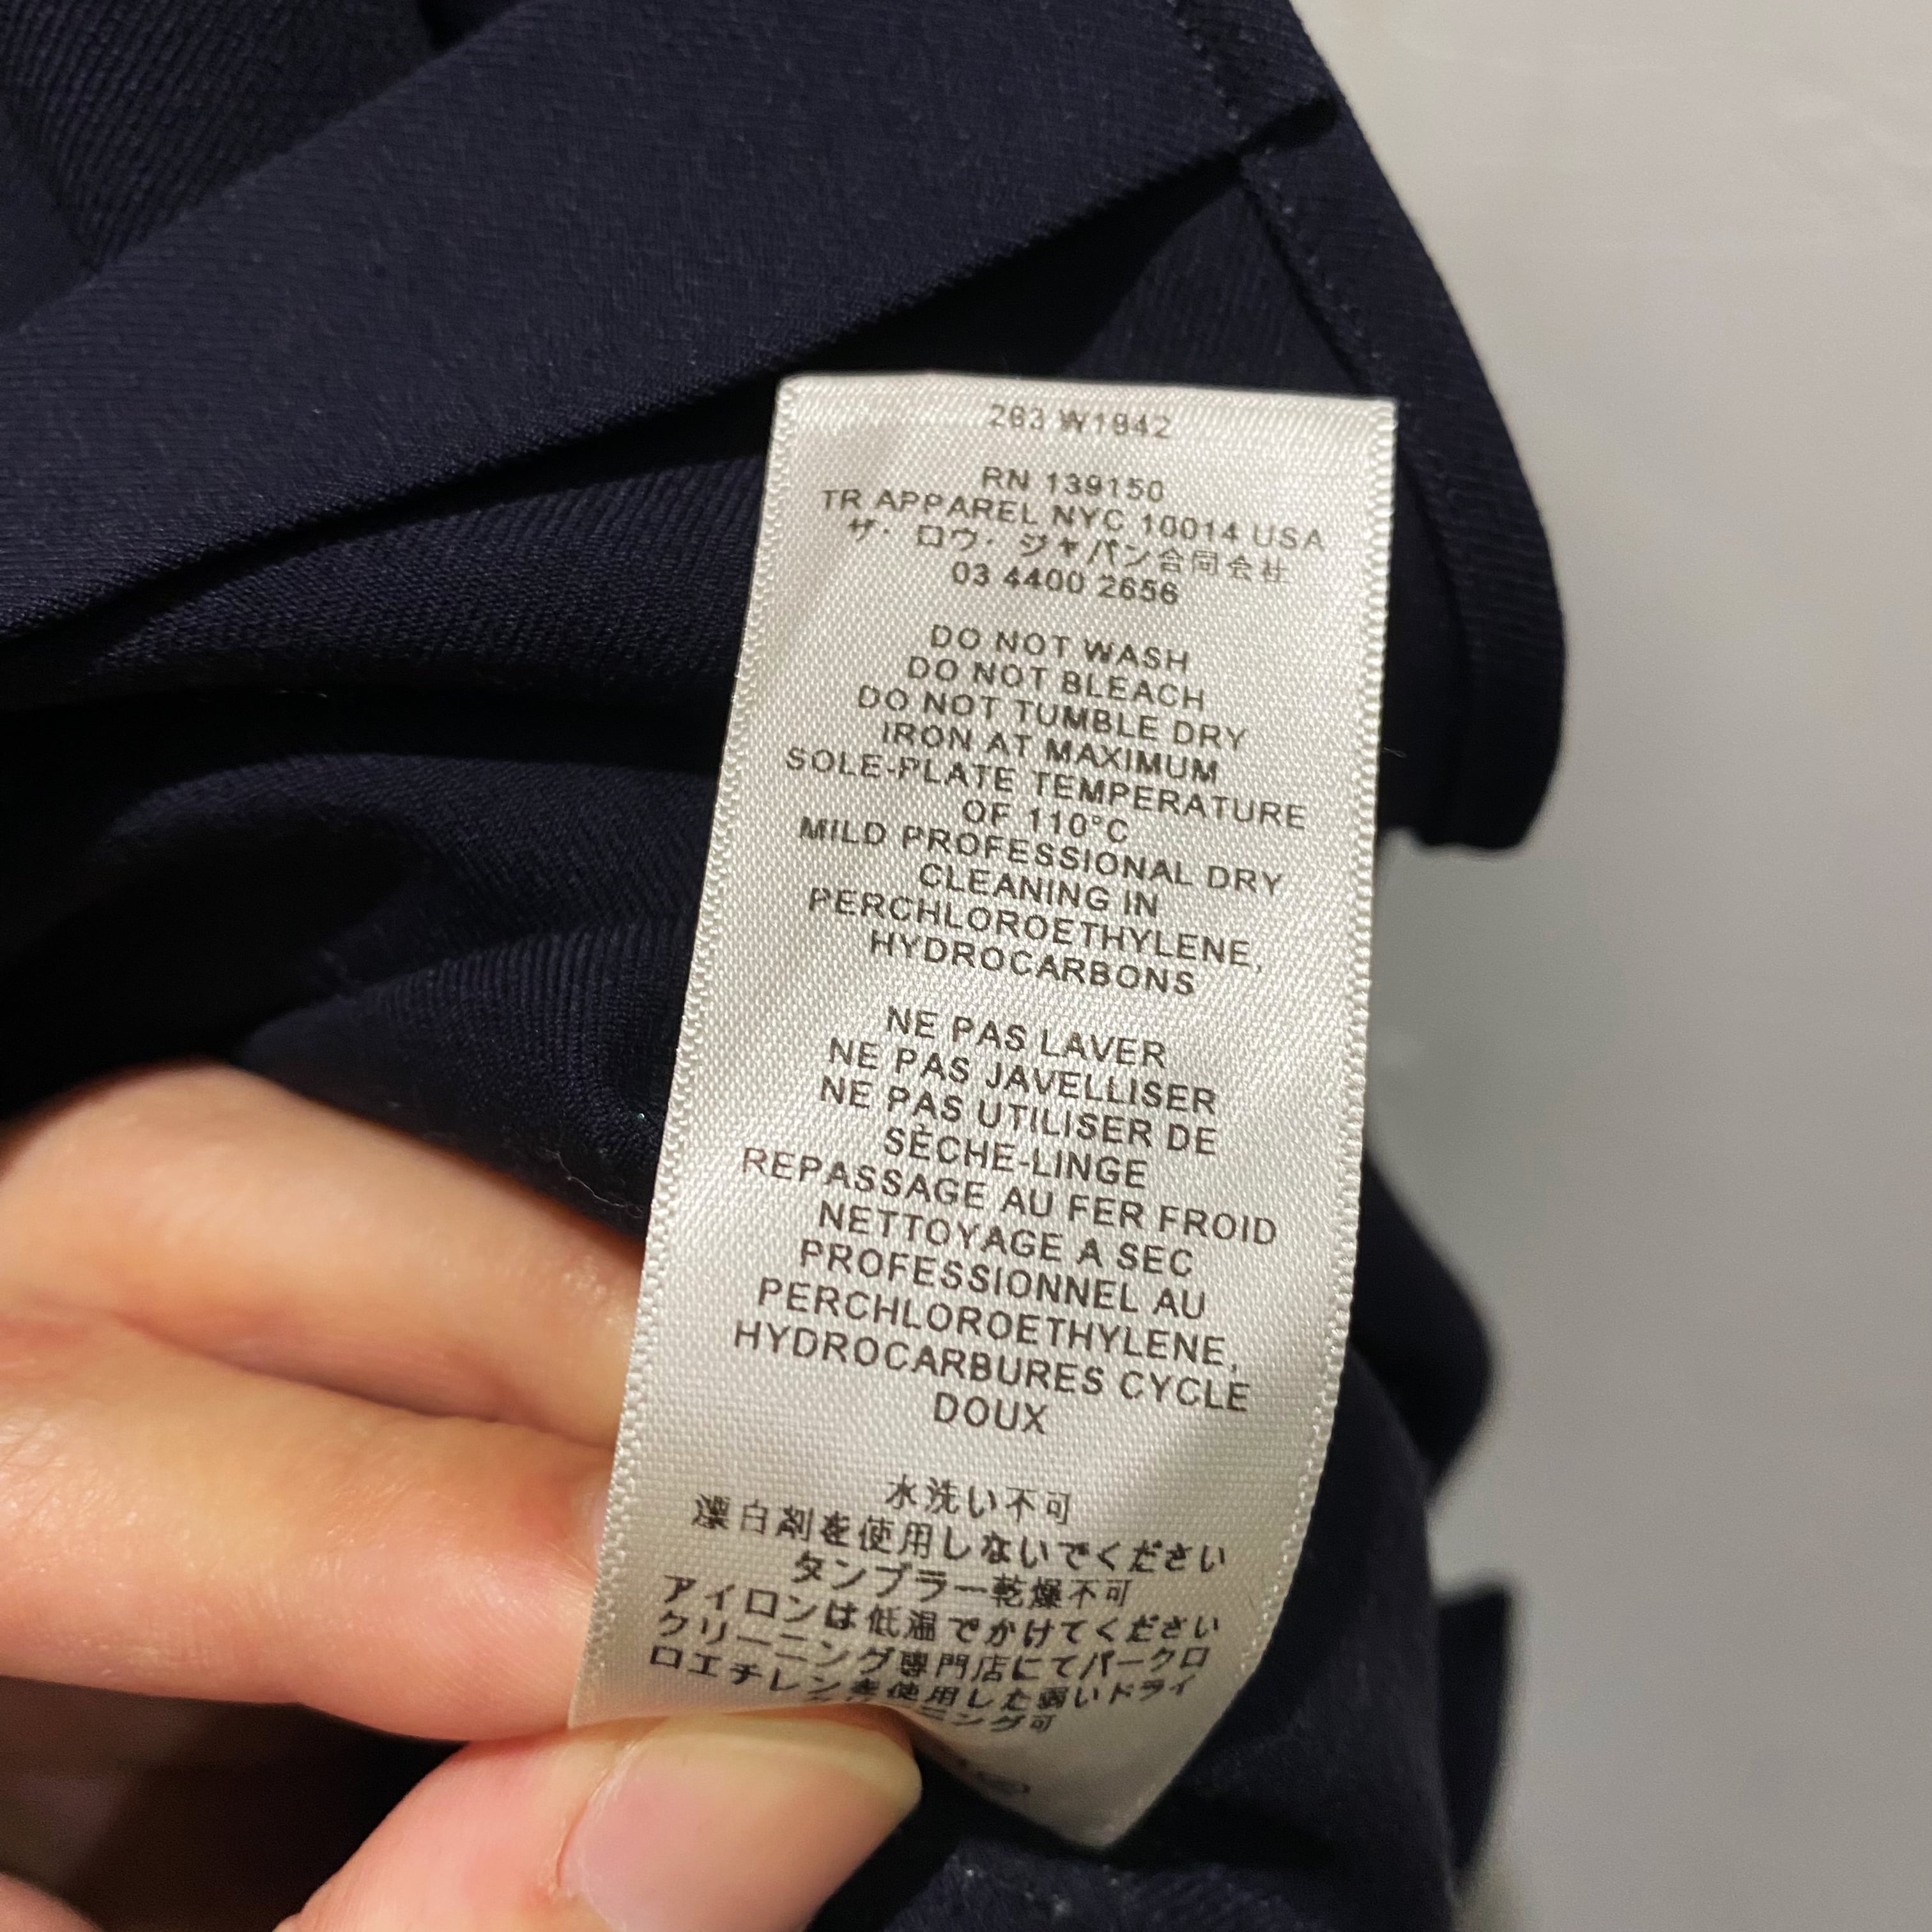 263 W1842
RN 139150
TR APPAREL NYC 10014 USA
ザ・ロウ・ジャパン合同会社
03 4400 2656
DO NOT WASH
DO NOT BLEACH
DO NOT TUMBLE DRY
IRON AT MAXIMUM
SOLE-PLATE TEMPERATURE
OF 110°C
MILD PROFESSIONAL DRY
CLEANING IN
PERCHLOROETHYLENE,
HYDROCARBONS
NE PAS LAVER
NE PAS JAVELLISER
NE PAS UTILISER DE
SÈCHE-LINGE
REPASSAGE AU FER FROID
NETTOYAGE A SEC
PROFESSIONNEL AU
PERCHLOROETHYLENE,
HYDROCARBURES CYCLE
DOUX
水洗い不可
漂白剤を使用しないでください
タンブラー乾燥不可
アイロンは低温でかけてください
クリーニング専門店にてパークロ
ロエチレンを使用した弱いドライ
ニング可